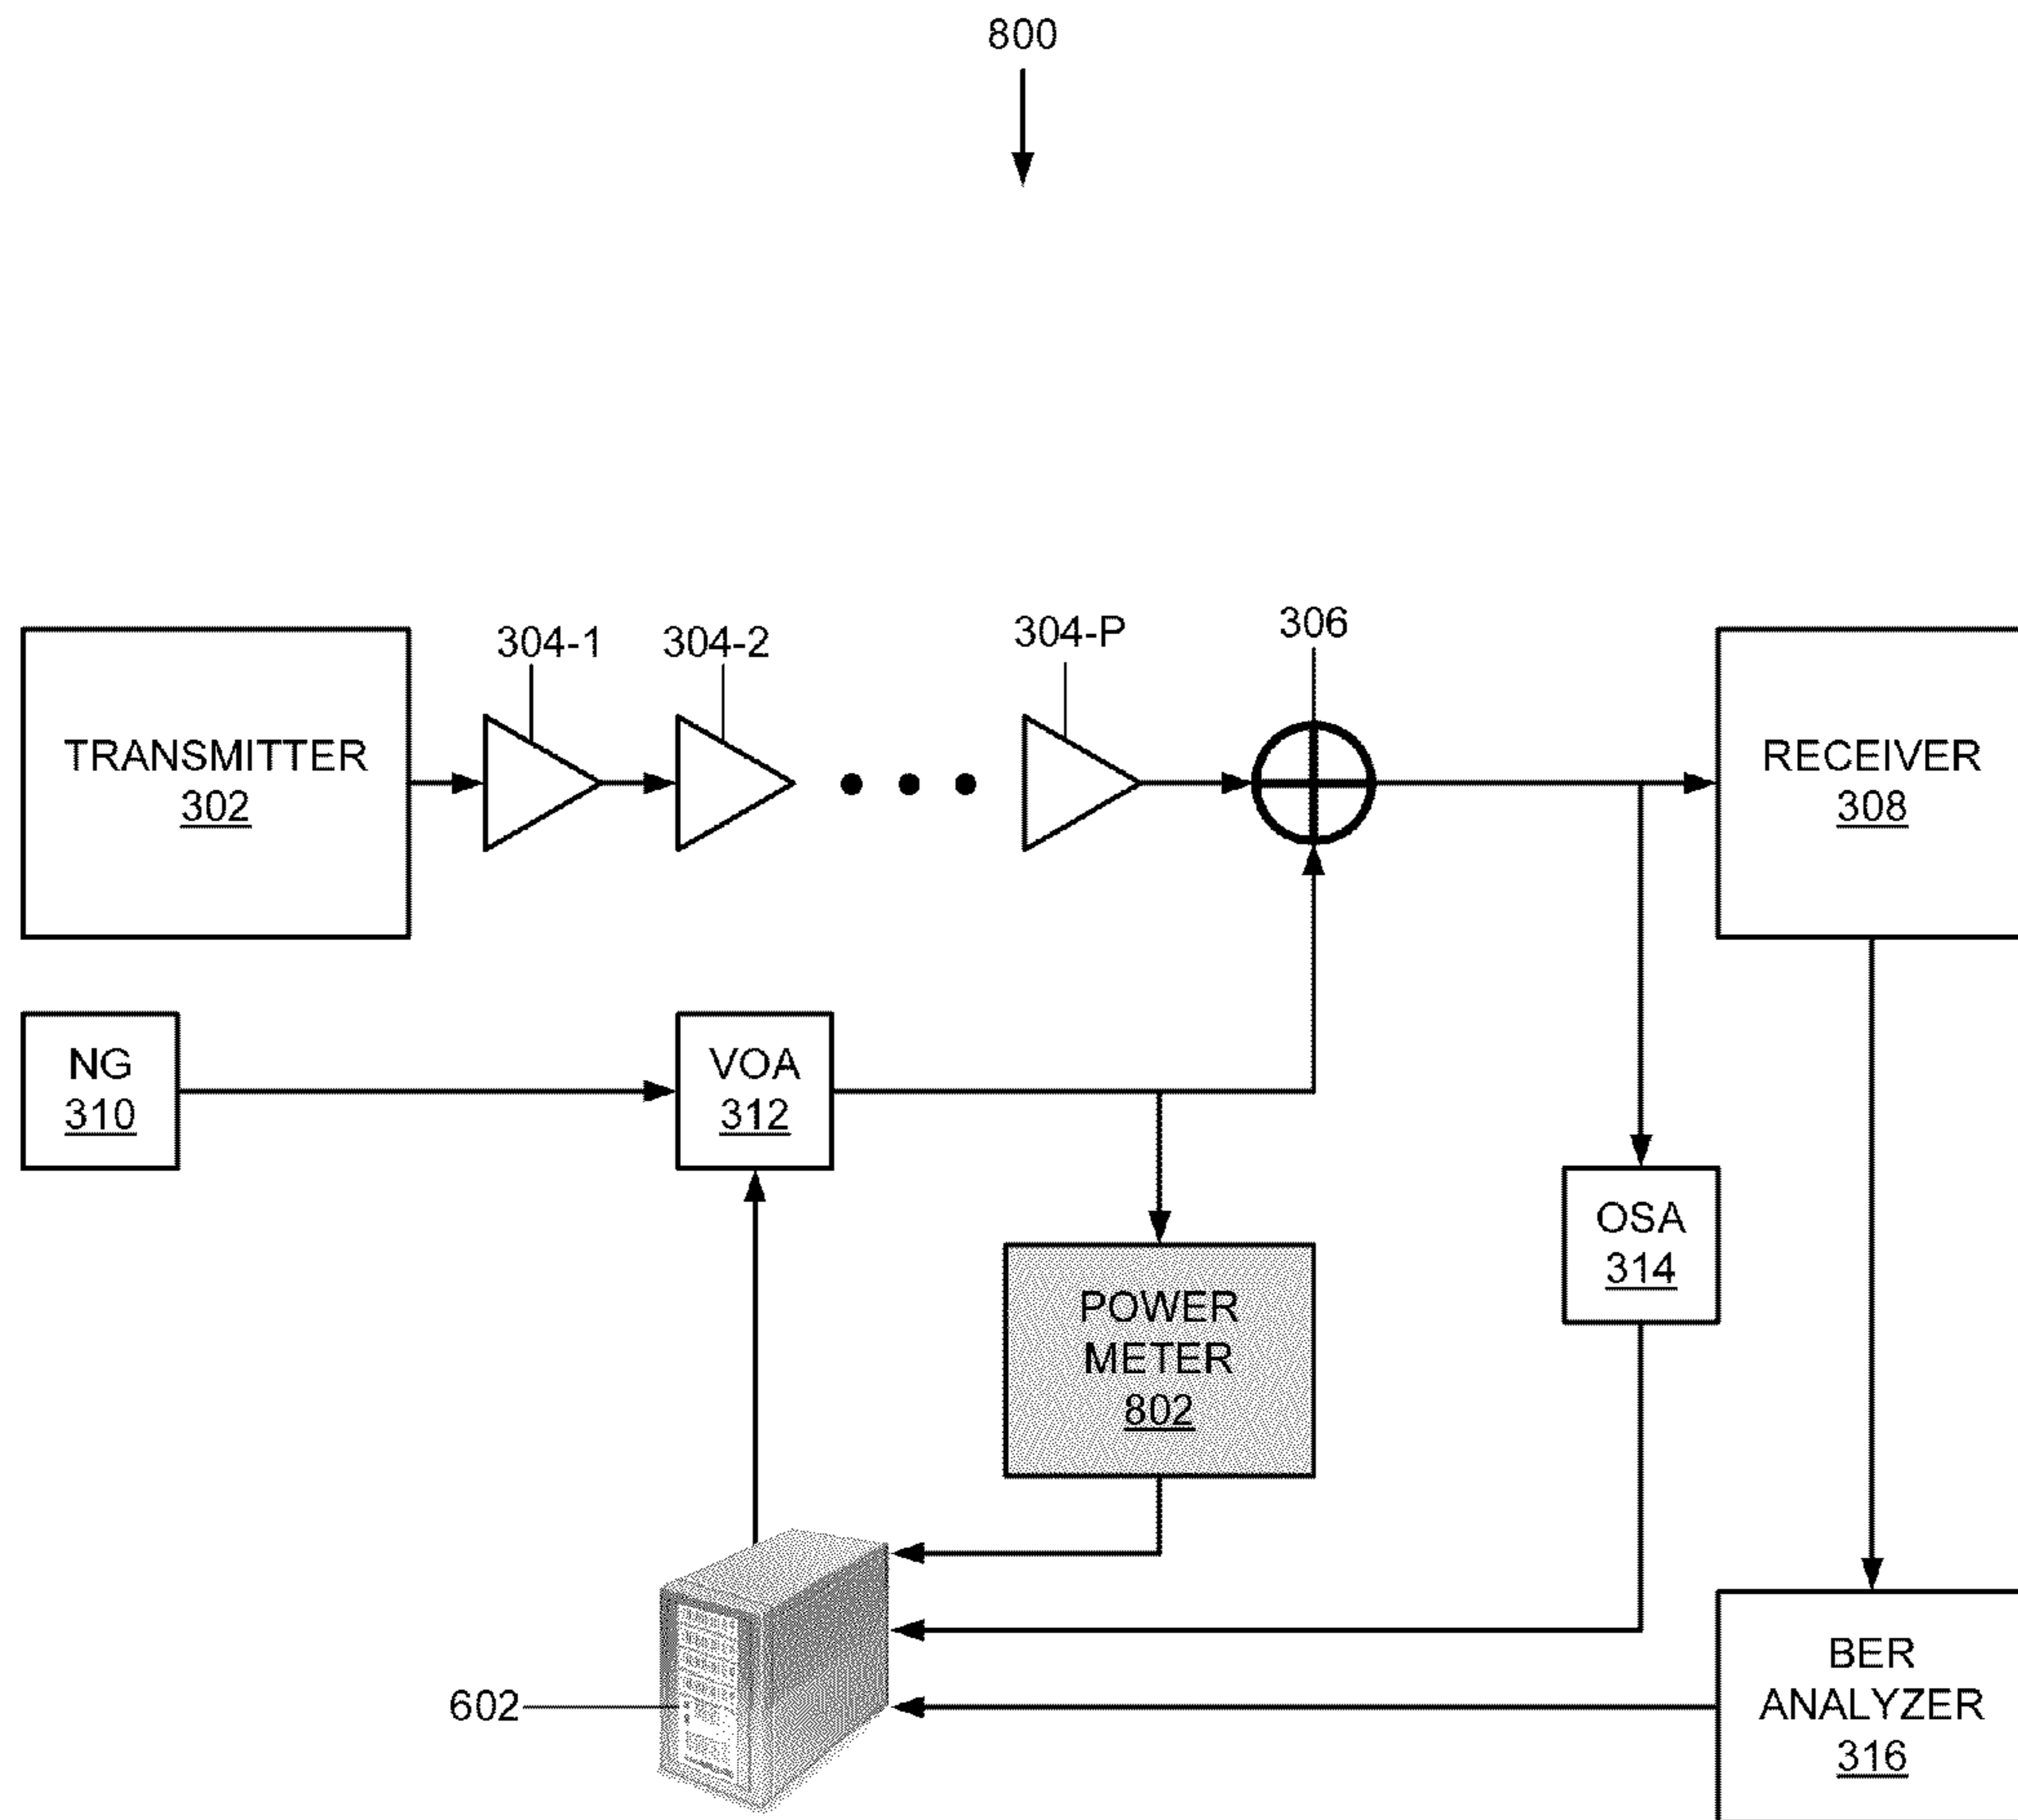 800
304-1
304-2
304-P
306
TRANSMITTER
302
RECEIVER
308
NG
310
VOA
312
OSA
314
POWER
METER
802
602
BER
ANALYZER
316